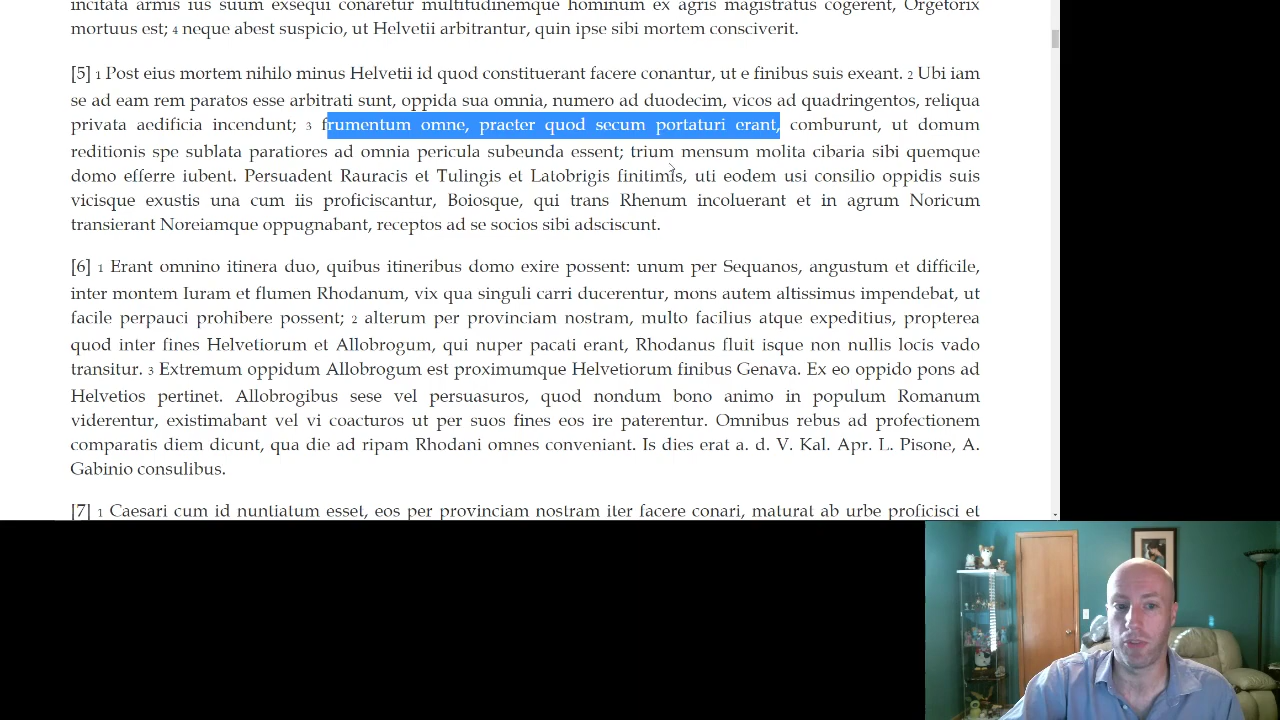 incitata armis ius suum exsequi conaretur multitudinemque hominum ex agris magistratus cogerent, Orgetorix
mortuus est; 4 neque abest suspicio, ut Helvetii arbitrantur, quin ipse sibi mortem consciverit.
[5] 1 Post eius mortem nihilo minus Helvetii id quod constituerant facere conantur, ut e finibus suis exeant. 2 Ubi iam
se ad eam rem paratos esse arbitrati sunt, oppida sua omnia, numero ad duodecim, vicos ad quadringentos, reliqua
privata aedificia incendunt; 3 frumentum omne, praeter quod secum portaturi erant, comburunt, ut domum
reditionis spe sublata paratiores ad omnia pericula subeunda essent; trium mensum molita cibaria sibi quemque
domo efferre iubent. Persuadent Rauracis et Tulingis et Latobrigis finitimis, uti eodem usi consilio oppidis suis
vicisque exustis una cum iis proficiscantur, Boiosque, qui trans Rhenum incoluerant et in agrum Noricum
transierant Noreiamque oppugnabant, receptos ad se socios sibi adsciscunt.
[6] 1 Erant omnino itinera duo, quibus itineribus domo exire possent: unum per Sequanos, angustum et difficile,
inter montem Iuram et flumen Rhodanum, vix qua singuli carri ducerentur, mons autem altissimus impendebat, ut
facile perpauci prohibere possent; 2 alterum per provinciam nostram, multo facilius atque expeditius, propterea
quod inter fines Helvetiorum et Allobrogum, qui nuper pacati erant, Rhodanus fluit isque non nullis locis vado
transitur. 3 Extremum oppidum Allobrogum est proximumque Helvetiorum finibus Genava. Ex eo oppido pons ad
Helvetios pertinet. Allobrogibus sese vel persuasuros, quod nondum bono animo in populum Romanum
viderentur, existimabant vel vi coacturos ut per suos fines eos ire paterentur. Omnibus rebus ad profectionem
comparatis diem dicunt, qua die ad ripam Rhodani omnes conveniant. Is dies erat a. d. V. Kal. Apr. L. Pisone, A.
Gabinio consulibus.
[7] 1 Caesari cum id nuntiatum esset, eos per provinciam nostram iter facere conari, maturat ab urbe proficisci et